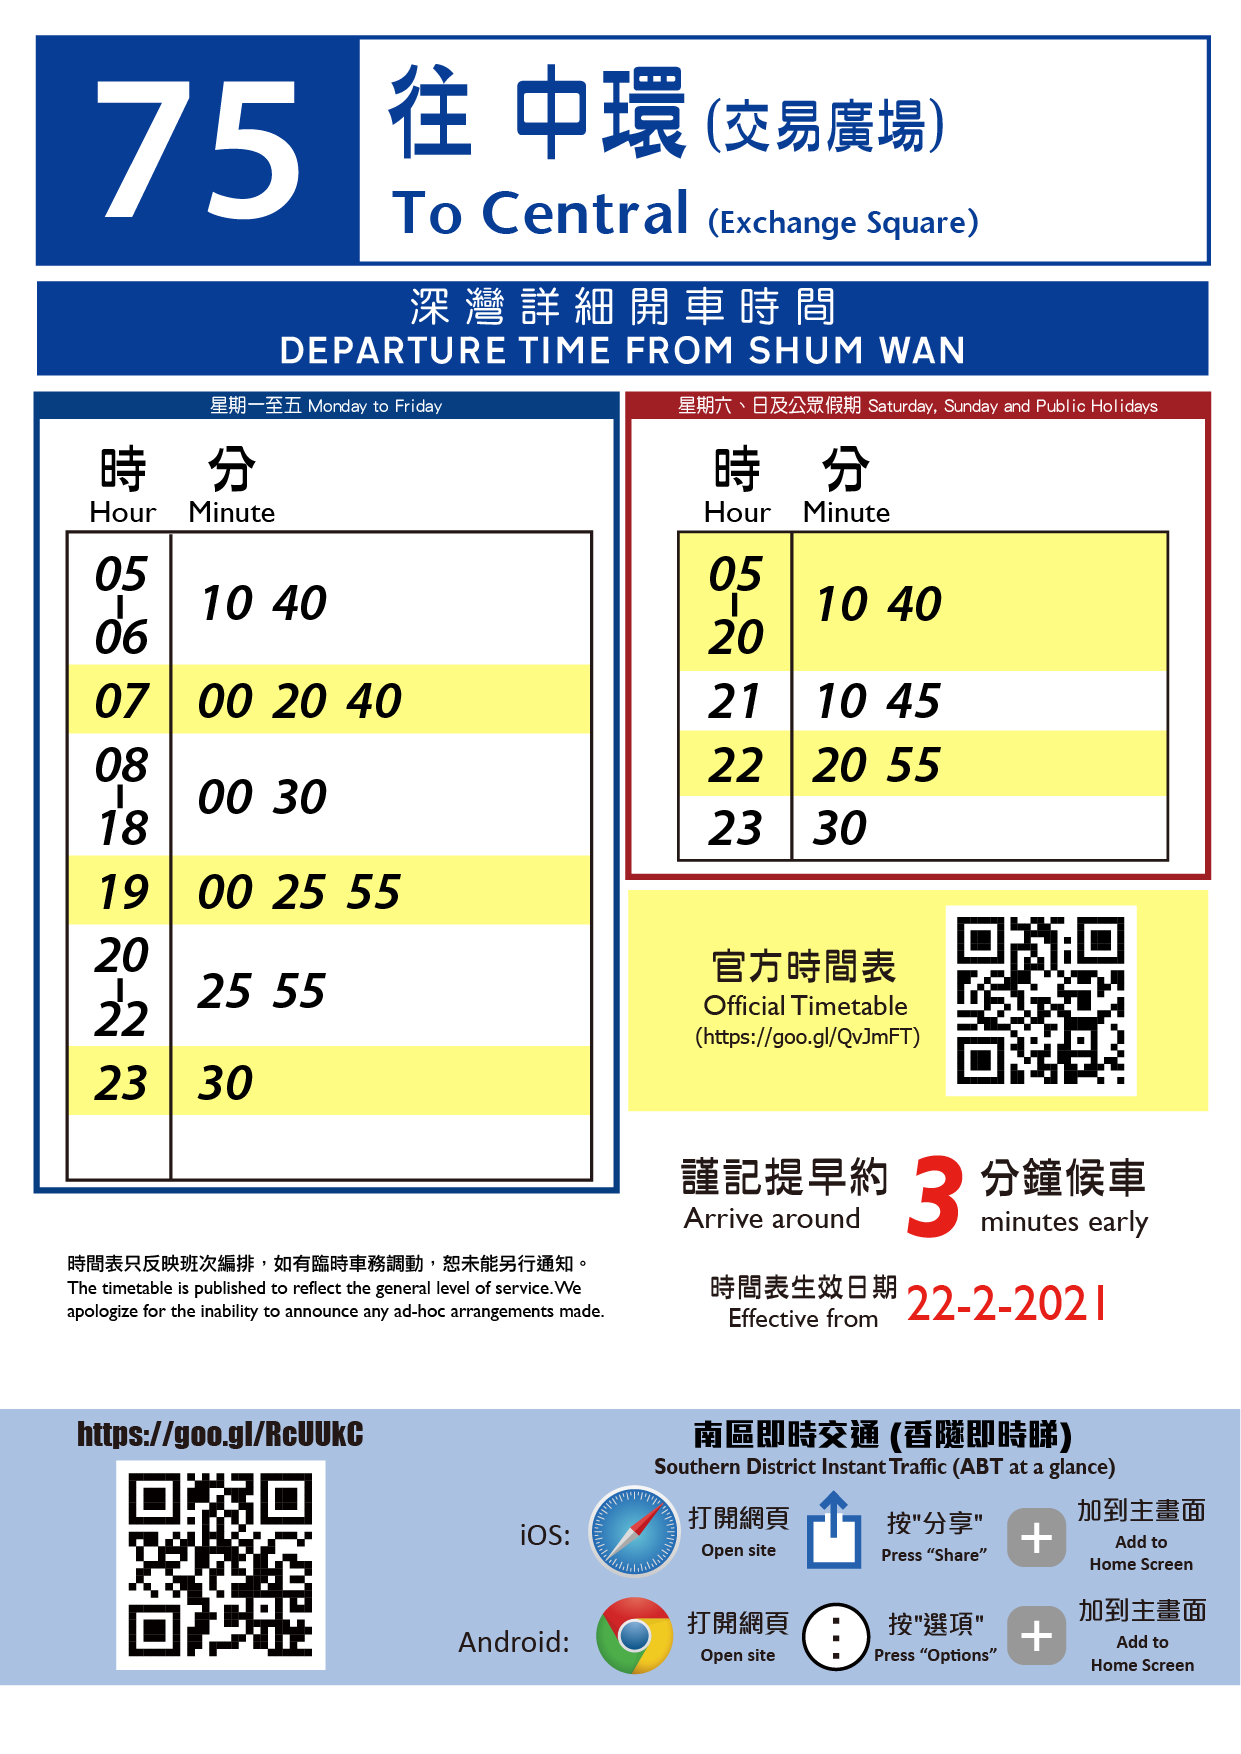 75
往 中環 (交易廣場)
To Central (Exchange Square)
深灣詳細開車時間
DEPARTURE TIME FROM SHUM WAN
星期一至五 Monday to Friday
時 分
Hour Minute
05
-
06
10 40
07 00 20 40
08
-
18
00 30
19 00 25 55
20
-
22
25 55
23 30
星期六、日及公眾假期 Saturday, Sunday and Public Holidays
時 分
Hour Minute
05
-
20
10 40
21 10 45
22 20 55
23 30
官方時間表
Official Timetable
(https://goo.gl/QvJmFT)
謹記提早約 3 分鐘候車
Arrive around minutes early
時間表生效日期 22-2-2021
Effective from
時間表只反映班次編排，如有臨時車務調動，恕未能另行通知。
The timetable is published to reflect the general level of service. We
apologize for the inability to announce any ad-hoc arrangements made.
https://goo.gl/RcUUkC
南區即時交通 (香隧即時睇)
Southern District Instant Traffic (ABT at a glance)
iOS:
打開網頁
Open site
按"分享"
Press “Share”
加到主畫面
Add to
Home Screen
Android:
打開網頁
Open site
按"選項"
Press “Options”
加到主畫面
Add to
Home Screen